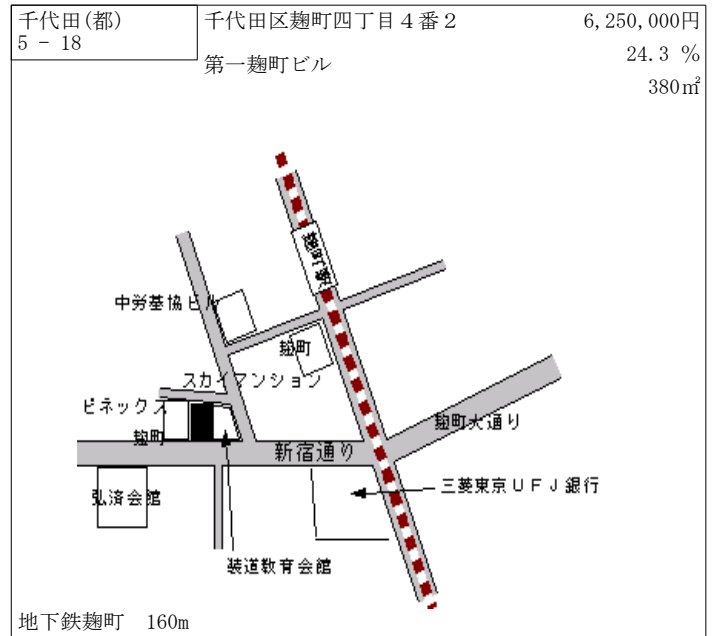 千代田(都)
5 - 18
千代田区麹町四丁目４番２
第一麹町ビル
6,250,000円
24.3 %
380㎡
麹町駅
中労基協ビル
麹町
スカイマンション
ビネックス
麹町
新宿通り
麹町大通り
弘済会館
三菱東京ＵＦＪ銀行
装道教育会館
地下鉄麹町　160m